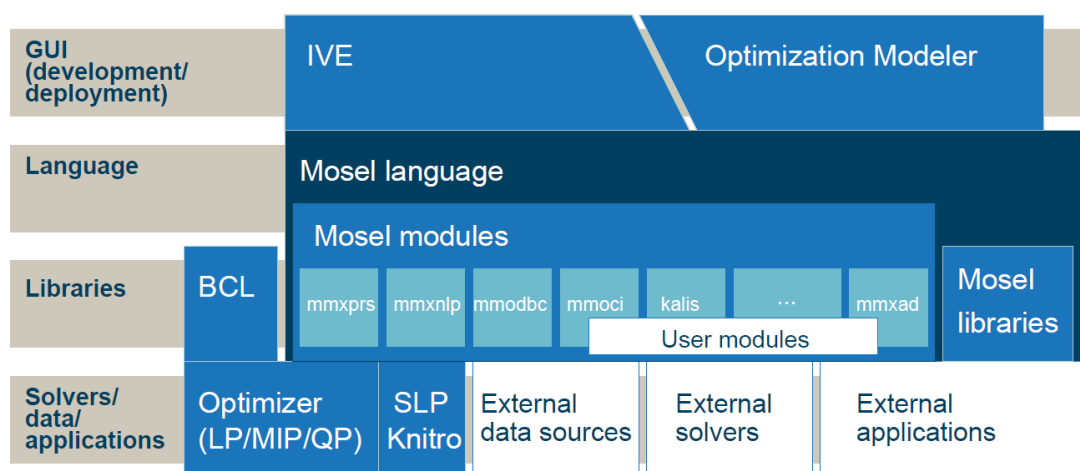 GUI
(development/
deployment)
IVE
Optimization Modeler
Language
Mosel language
Mosel modules
Libraries
BCL
mmxprs
mmxnlp
mmodbc
mmoci
kalis
...
mmxad
User modules
Mosel
libraries
Solvers/
data/
applications
Optimizer
(LP/MIP/QP)
SLP
Knitro
External
data sources
External
solvers
External
applications